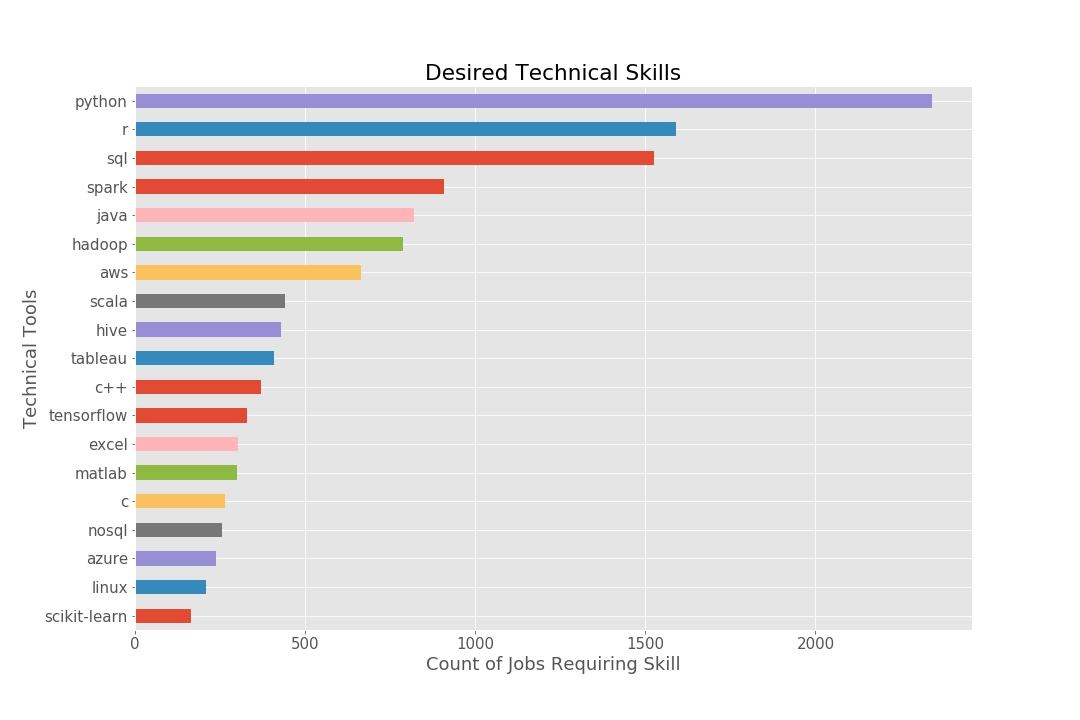 Desired Technical Skills
python
r
sql
spark
java
hadoop
aws
scala
hive
tableau
c++
tensorflow
excel
matlab
c
nosql
azure
linux
scikit-learn
Technical Tools
0 500 1000 1500 2000
Count of Jobs Requiring Skill